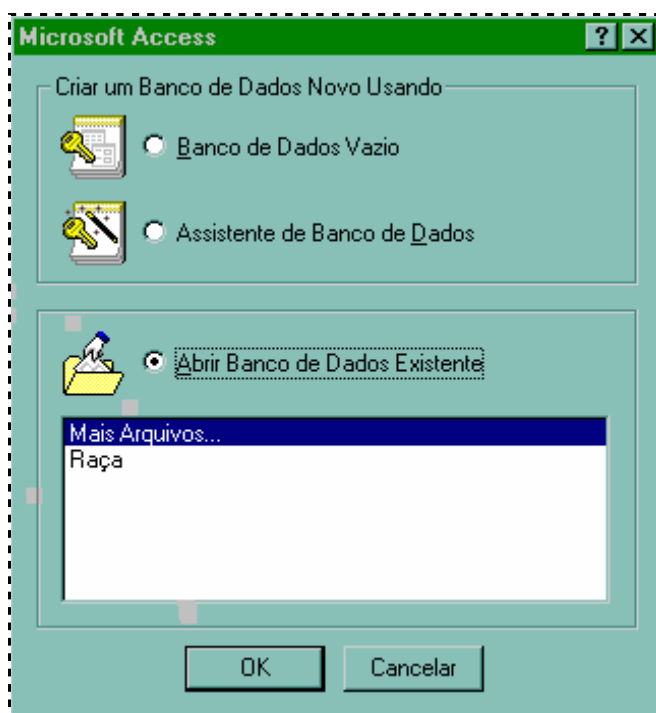 Microsoft Access
Criar um Banco de Dados Novo Usando
Banco de Dados Vazio
Assistente de Banco de Dados
Abrir Banco de Dados Existente
Mais Arquivos...
Raça
OK Cancelar